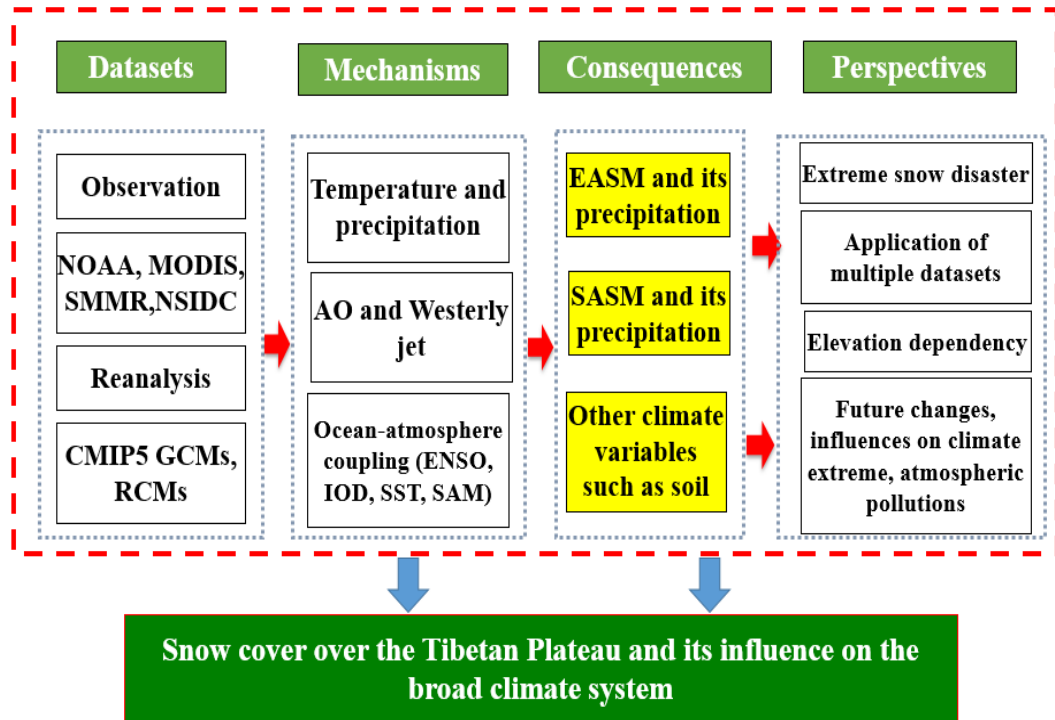 Datasets
Mechanisms
Consequences
Perspectives
Observation
NOAA, MODIS,
SMMR,NSIDC
Reanalysis
CMIP5 GCMs,
RCMs
Temperature and
precipitation
AO and Westerly
jet
Ocean-atmosphere
coupling (ENSO,
IOD, SST, SAM)
EASM and its
precipitation
SASM and its
precipitation
Other climate
variables
such as soil
Extreme snow disaster
Application of
multiple datasets
Elevation dependency
Future changes,
influences on climate
extreme, atmospheric
pollutions
Snow cover over the Tibetan Plateau and its influence on the
broad climate system